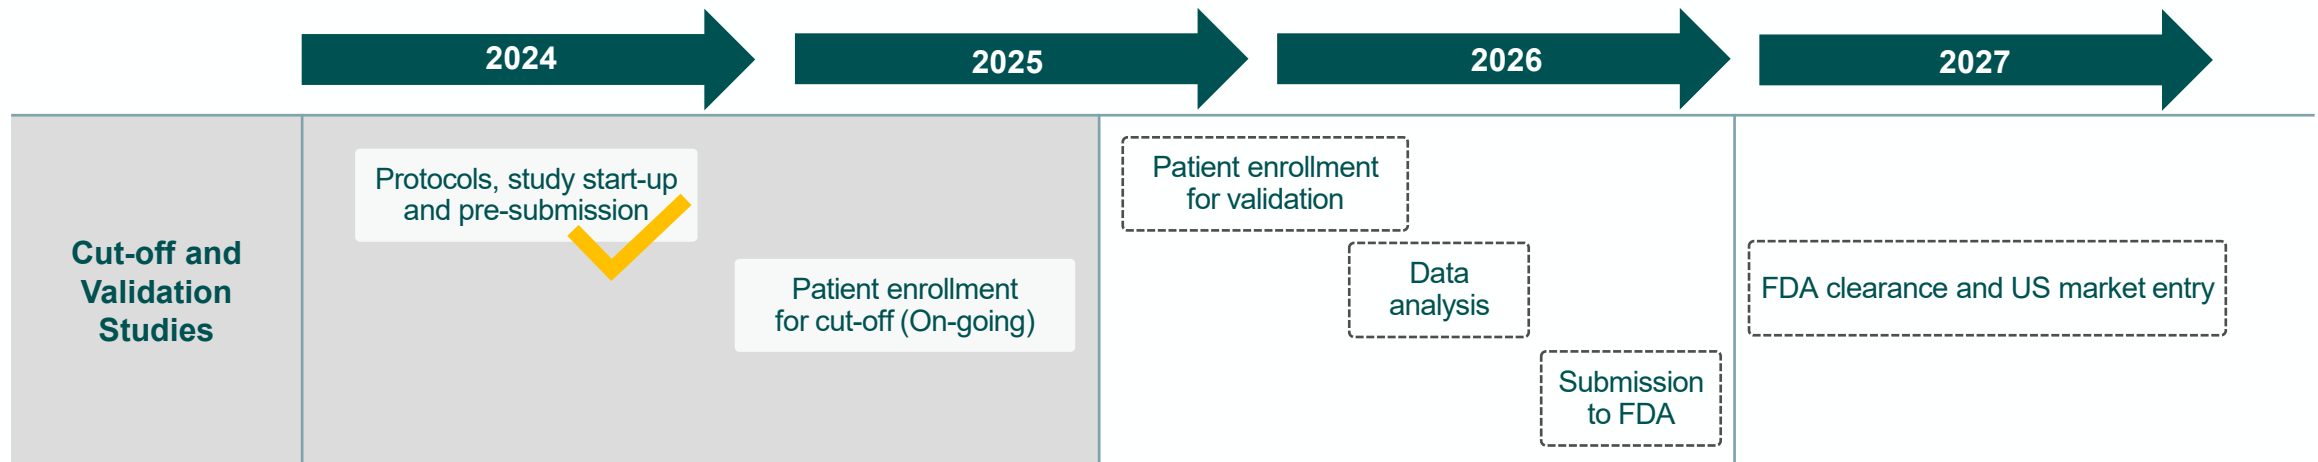 2024
2025
2026
2027
Cut-off and
Validation
Studies
Protocols, study start-up
and pre-submission
Patient enrollment
for cut-off (On-going)
Patient enrollment
for validation
Data
analysis
Submission
to FDA
FDA clearance and US market entry